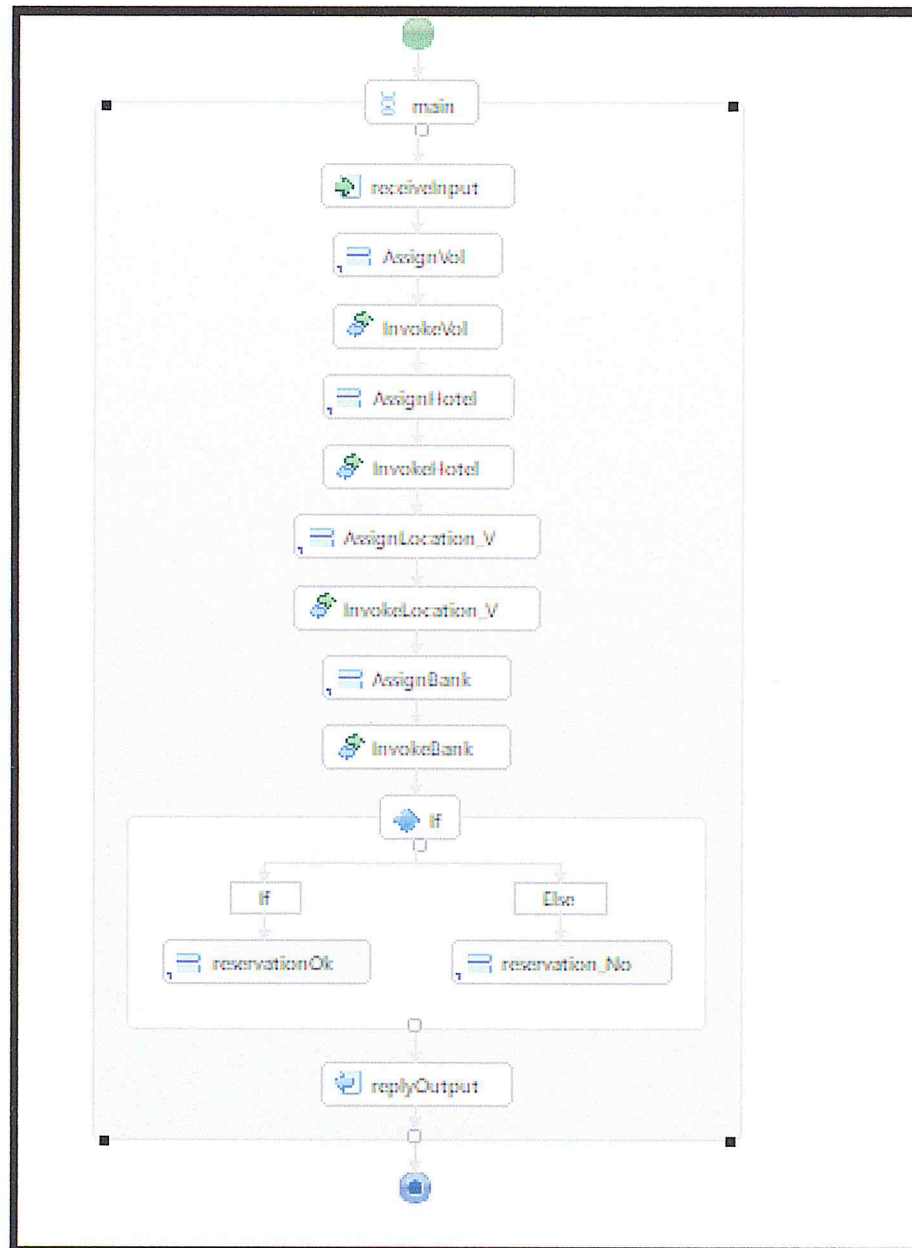 main
receiveInput
AssignVol
InvokeVol
AssignHotel
InvokeHotel
AssignLocation_V
InvokeLocation_V
AssignBank
InvokeBank
If
If Else
reservationOk reservation_No
replyOutput